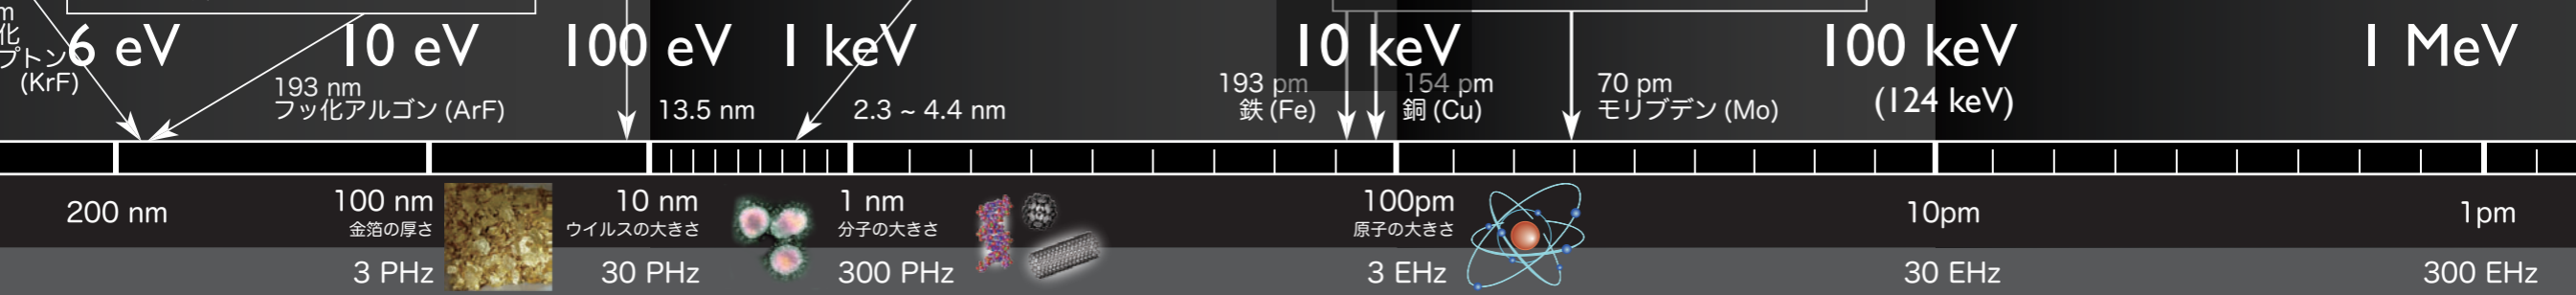 m
化
プトン
(KrF)
6 eV
10 eV
100 eV
1 keV
10 keV
100 keV
(124 keV)
1 MeV
193 nm
フッ化アルゴン (ArF)
13.5 nm
2.3 ~ 4.4 nm
193 pm
鉄 (Fe)
154 pm
銅 (Cu)
70 pm
モリブデン (Mo)
200 nm
100 nm
金箔の厚さ
10 nm
ウイルスの大きさ
1 nm
分子の大きさ
100pm
原子の大きさ
10pm
1pm
3 PHz
30 PHz
300 PHz
3 EHz
30 EHz
300 EHz